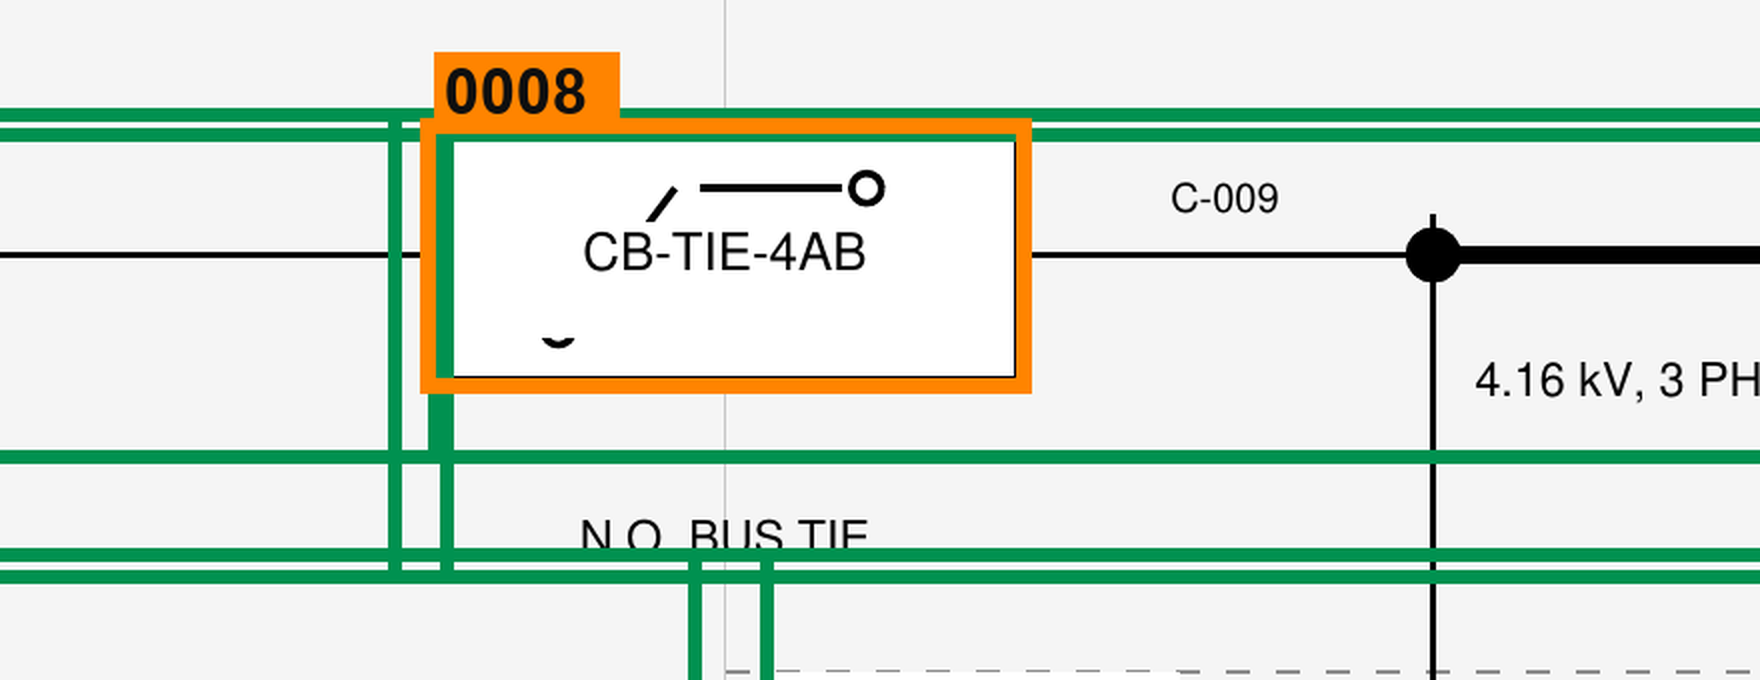 0008
C-009
CB-TIE-4AB
4.16 kV, 3 PH
N.O. BUS TIE